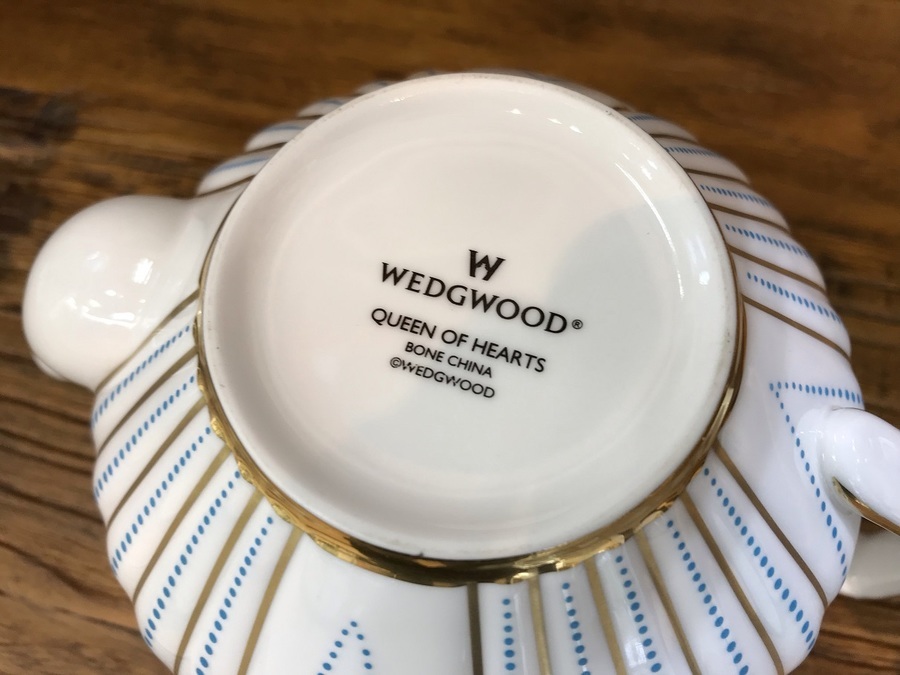 W
WEDGWOOD®
QUEEN OF HEARTS
BONE CHINA
©WEDGWOOD